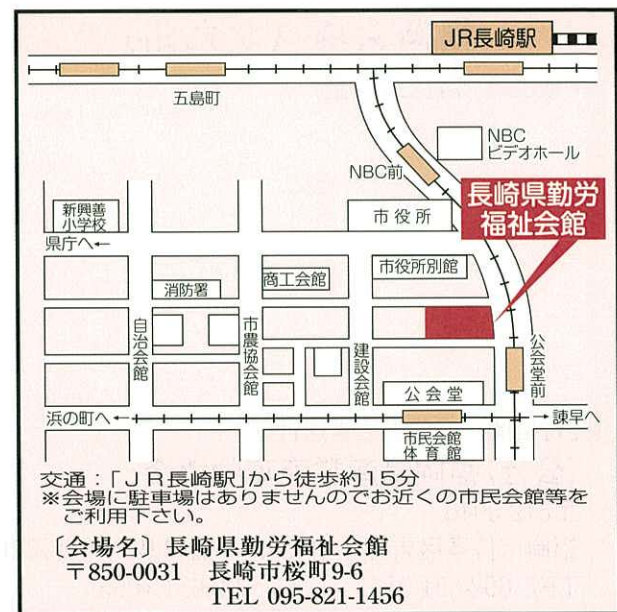 JR長崎駅
五島町
NBC
ビデオホール
NBC前
長崎県勤労
福祉会館
新興善
小学校
市役所
県庁へ←
市役所別館
商工会館
消防署
自治会館
市農協会館
建設会館
公会堂前
公会堂
浜の町へ←
→諫早へ
市民会館
体育館
交通：「JR長崎駅」から徒歩約15分
※会場に駐車場はありませんのでお近くの市民会館等を
ご利用下さい。
〔会場名〕長崎県勤労福祉会館
〒850-0031　長崎市桜町9-6
TEL 095-821-1456